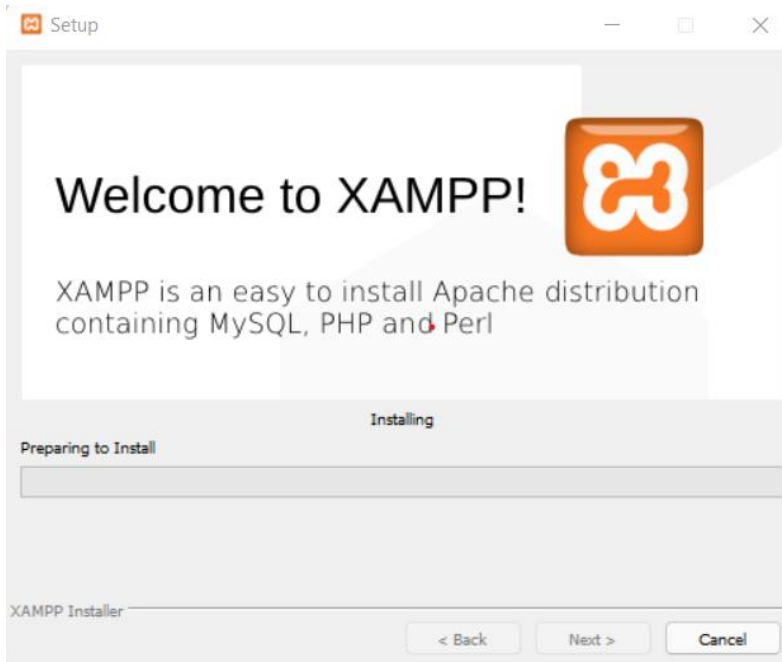 Setup
Welcome to XAMPP!
XAMPP is an easy to install Apache distribution
containing MySQL, PHP and Perl
Installing
Preparing to Install
XAMPP Installer
< Back Next > Cancel